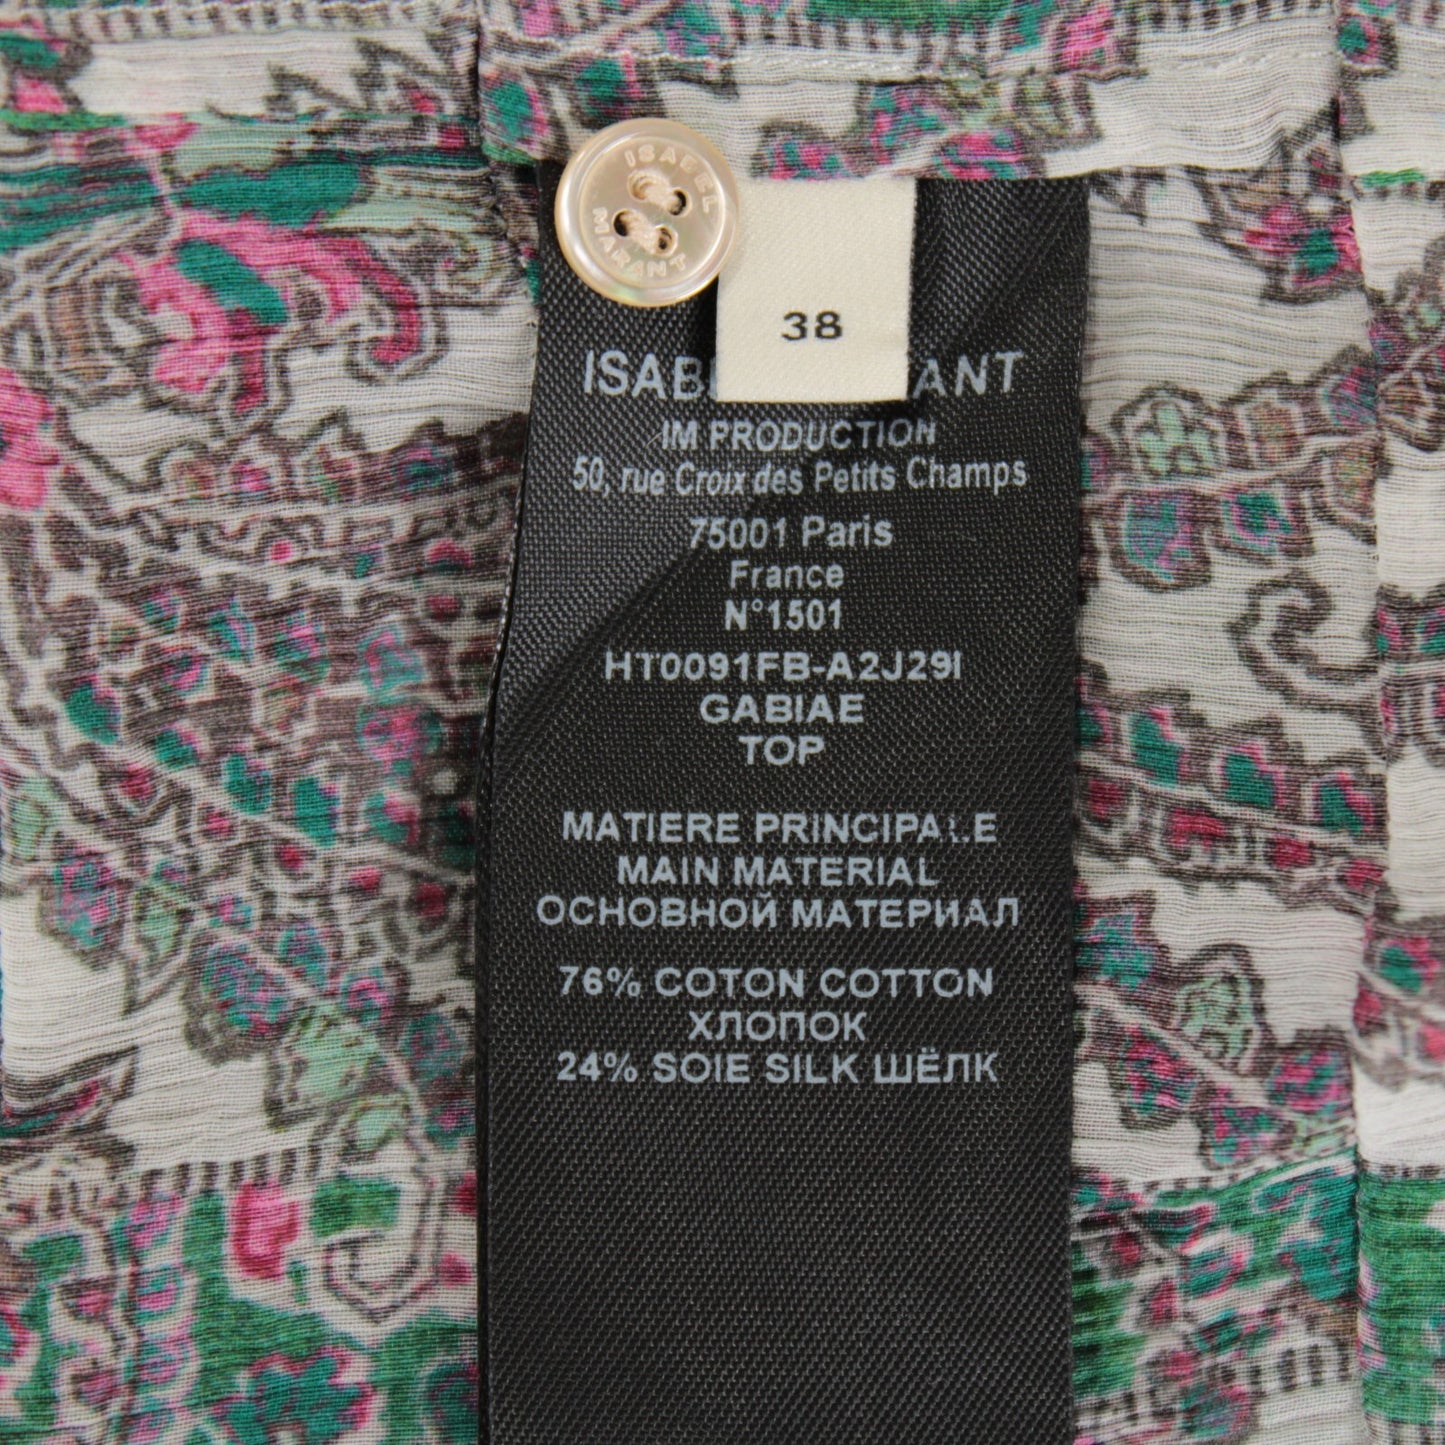 ISABEL
MARANT
38
ISAB ANT
IM PRODUCTION
50, rue Croix des Petits Champs
75001 Paris
France
N°1501
HT0091FB-A2J29I
GABIAE
TOP
MATIERE PRINCIPALE
MAIN MATERIAL
ОСНОВНОЙ МАТЕРИАЛ
76% COTON COTTON
ХЛОПОК
24% SOIE SILK ШЁЛК